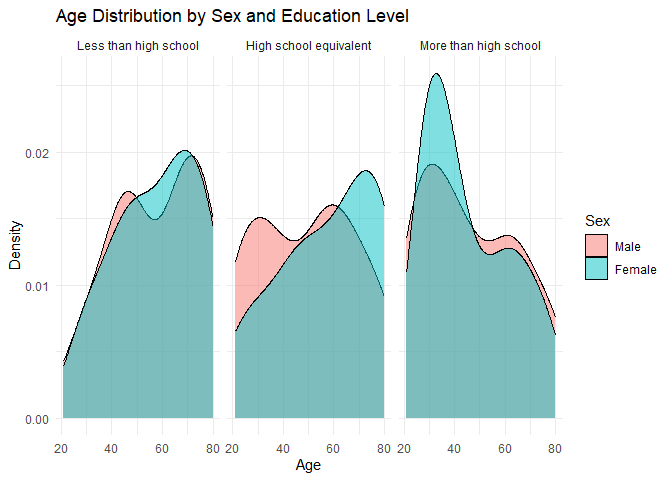 Age Distribution by Sex and Education Level
Less than high school
High school equivalent
More than high school
0.02
0.01
0.00
Density
20 40 60 80
20 40 60 80
20 40 60 80
Age
Sex
Male
Female